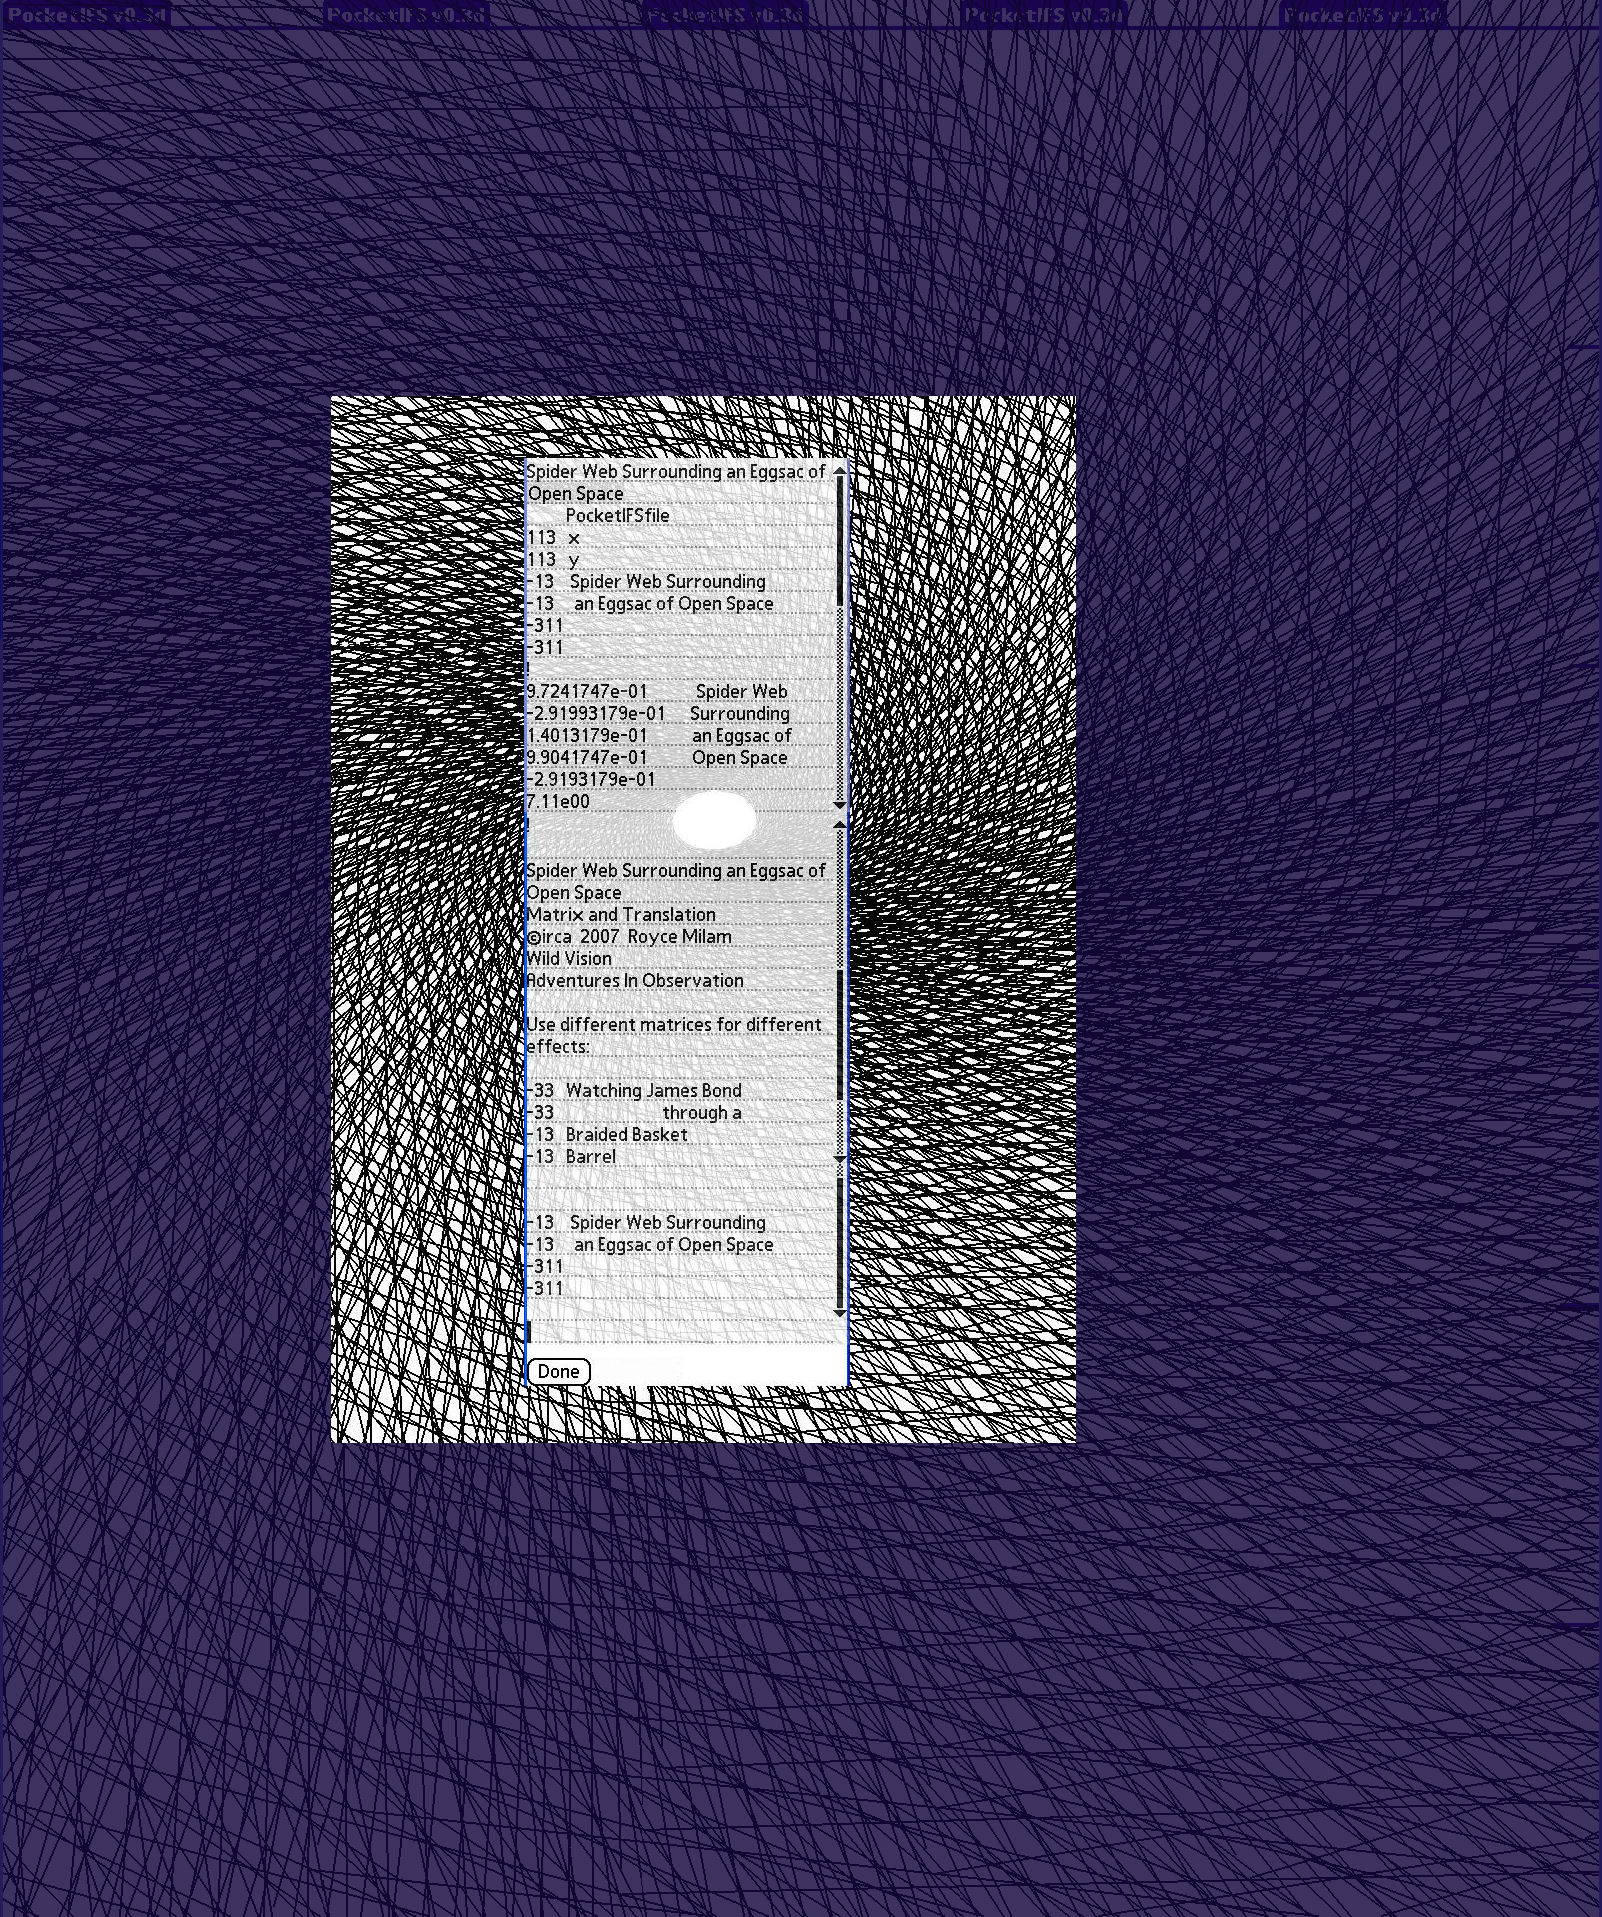 PocketIFS v0.3d PocketIFS v0.3d PocketIFS v0.3d PocketIFS v0.3d PocketIFS v0.3d
Spider Web Surrounding an Eggsac of
Open Space
PocketIFSfile
113 x
113 y
-13 Spider Web Surrounding
-13 an Eggsac of Open Space
-311
-311
9.7241747e-01 Spider Web
-2.91993179e-01 Surrounding
1.4013179e-01 an Eggsac of
9.9041747e-01 Open Space
-2.9193179e-01
7.11e00
Spider Web Surrounding an Eggsac of
Open Space
Matrix and Translation
©irca 2007 Royce Milam
Wild Vision
Adventures In Observation
Use different matrices for different
effects:
-33 Watching James Bond
-33 through a
-13 Braided Basket
-13 Barrel
-13 Spider Web Surrounding
-13 an Eggsac of Open Space
-311
-311
Done